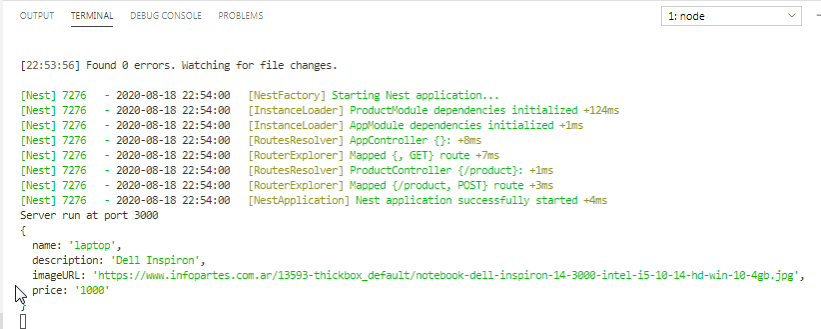 OUTPUT TERMINAL DEBUG CONSOLE PROBLEMS 1: node
[22:53:56] Found 0 errors. Watching for file changes.
[Nest] 7276 - 2020-08-18 22:54:00 [NestFactory] Starting Nest application...
[Nest] 7276 - 2020-08-18 22:54:00 [InstanceLoader] ProductModule dependencies initialized +124ms
[Nest] 7276 - 2020-08-18 22:54:00 [InstanceLoader] AppModule dependencies initialized +1ms
[Nest] 7276 - 2020-08-18 22:54:00 [RoutesResolver] AppController {}: +8ms
[Nest] 7276 - 2020-08-18 22:54:00 [RouterExplorer] Mapped {, GET} route +7ms
[Nest] 7276 - 2020-08-18 22:54:00 [RoutesResolver] ProductController {/product}: +1ms
[Nest] 7276 - 2020-08-18 22:54:00 [RouterExplorer] Mapped {/product, POST} route +3ms
[Nest] 7276 - 2020-08-18 22:54:00 [NestApplication] Nest application successfully started +4ms
Server run at port 3000
{
name: 'laptop',
description: 'Dell Inspiron',
imageURL: 'https://www.infopartes.com.ar/13593-thickbox_default/notebook-dell-inspiron-14-3000-intel-i5-10-14-hd-win-10-4gb.jpg',
price: '1000'
}